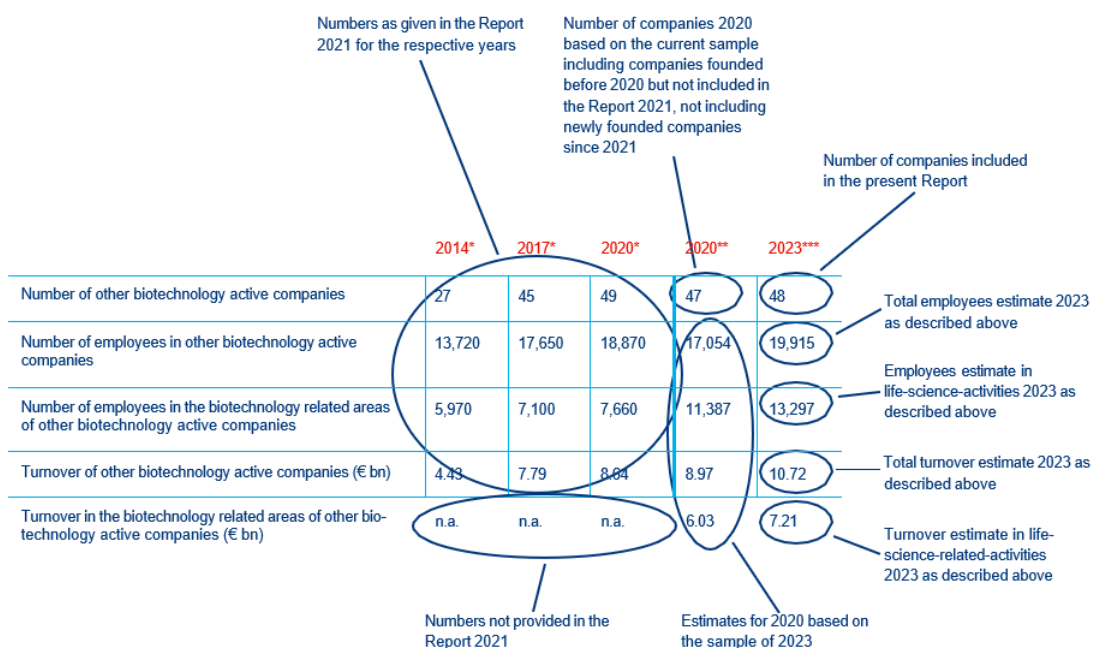 Numbers as given in the Report
2021 for the respective years
Number of companies 2020
based on the current sample
including companies founded
before 2020 but not included in
the Report 2021, not including
newly founded companies
since 2021
Number of companies included
in the present Report
2014* 2017* 2020* 2020** 2023***
Number of other biotechnology active companies 27 45 49 47 48
Total employees estimate 2023
as described above
Number of employees in other biotechnology active
companies 13,720 17,650 18,870 17,054 19,915
Employees estimate in
life-science-activities 2023 as
described above
Number of employees in the biotechnology related areas
of other biotechnology active companies 5,970 7,100 7,660 11,387 13,297
Turnover of other biotechnology active companies (€ bn) 4.43 7.79 8.64 8.97 10.72
Total turnover estimate 2023 as
described above
Turnover in the biotechnology related areas of other bio-
technology active companies (€ bn) n.a. n.a. n.a. 6.03 7.21
Turnover estimate in life-
science-related-activities
2023 as described above
Numbers not provided in the
Report 2021
Estimates for 2020 based on
the sample of 2023